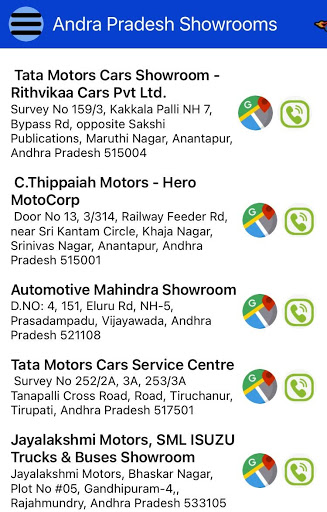 Andra Pradesh Showrooms
Tata Motors Cars Showroom -
Rithvikaa Cars Pvt Ltd.
Survey No 159/3, Kakkala Palli NH 7,
Bypass Rd, opposite Sakshi
Publications, Maruthi Nagar, Anantapur,
Andhra Pradesh 515004
C.Thippaiah Motors - Hero
MotoCorp
Door No 13, 3/314, Railway Feeder Rd,
near Sri Kantam Circle, Khaja Nagar,
Srinivas Nagar, Anantapur, Andhra
Pradesh 515001
Automotive Mahindra Showroom
D.NO: 4, 151, Eluru Rd, NH-5,
Prasadampadu, Vijayawada, Andhra
Pradesh 521108
Tata Motors Cars Service Centre
Survey No 252/2A, 3A, 253/3A
Tanapalli Cross Road, Road, Tiruchanur,
Tirupati, Andhra Pradesh 517501
Jayalakshmi Motors, SML ISUZU
Trucks & Buses Showroom
Jayalakshmi Motors, Bhaskar Nagar,
Plot No #05, Gandhipuram-4,,
Rajahmundry, Andhra Pradesh 533105